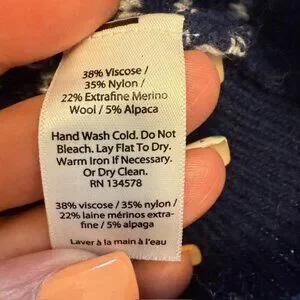 38% Viscose /
35% Nylon /
22% Extrafine Merino
Wool / 5% Alpaca
Hand Wash Cold. Do Not
Bleach. Lay Flat To Dry.
Warm Iron If Necessary.
Or Dry Clean.
RN 134578
38% viscose / 35% nylon /
22% laine mérinos extra-
fine / 5% alpaga
Laver à la main à l'eau